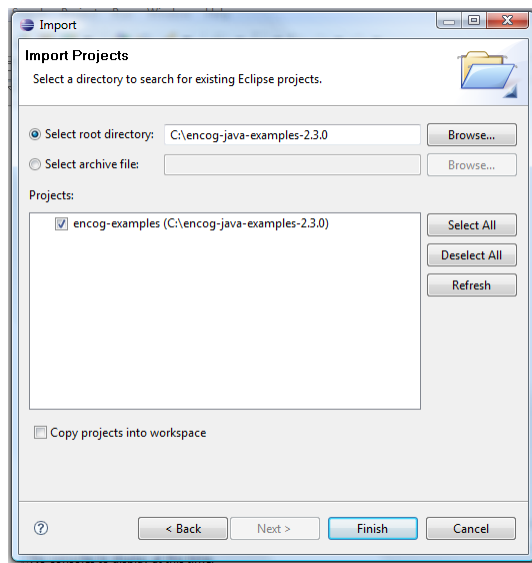 Import
Import Projects
Select a directory to search for existing Eclipse projects.
Select root directory: C:\encog-java-examples-2.3.0 Browse...
Select archive file: Browse...
Projects:
encog-examples (C:\encog-java-examples-2.3.0)
Select All
Deselect All
Refresh
Copy projects into workspace
? < Back Next > Finish Cancel